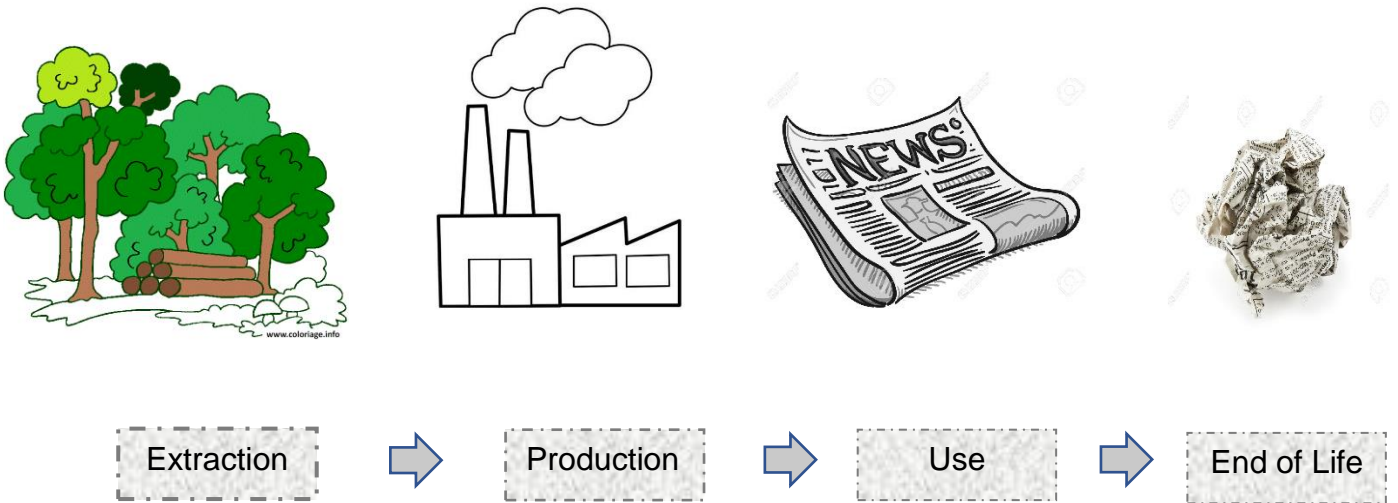 NEWS
www.coloriage.info
Extraction
Production
Use
End of Life